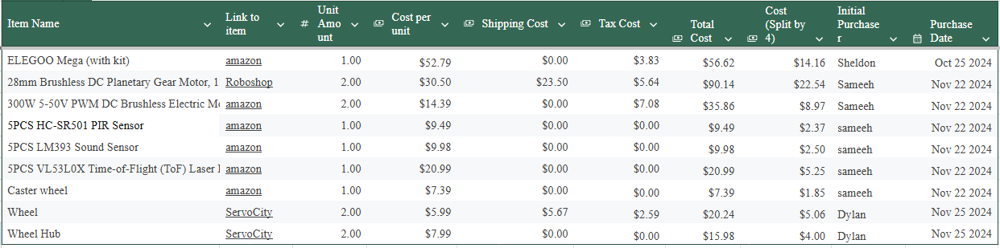 Item Name Link to item # Unit Amo unt Cost per unit Shipping Cost Tax Cost Total Cost Cost (Split by 4) Initial Purchase r Purchase Date
ELEGOO Mega (with kit) amazon 1.00 $52.79 $0.00 $3.83 $56.62 $14.16 Sheldon Oct 25 2024
28mm Brushless DC Planetary Gear Motor, 1 Roboshop 2.00 $30.50 $23.50 $5.64 $90.14 $22.54 Sameeh Nov 22 2024
300W 5-50V PWM DC Brushless Electric Mo amazon 2.00 $14.39 $0.00 $7.08 $35.86 $8.97 Sameeh Nov 22 2024
5PCS HC-SR501 PIR Sensor amazon 1.00 $9.49 $0.00 $0.00 $9.49 $2.37 sameeh Nov 22 2024
5PCS LM393 Sound Sensor amazon 1.00 $9.98 $0.00 $0.00 $9.98 $2.50 sameeh Nov 22 2024
5PCS VL53L0X Time-of-Flight (ToF) Laser amazon 1.00 $20.99 $0.00 $0.00 $20.99 $5.25 sameeh Nov 22 2024
Caster wheel amazon 1.00 $7.39 $0.00 $0.00 $7.39 $1.85 sameeh Nov 22 2024
Wheel ServoCity 2.00 $5.99 $5.67 $2.59 $20.24 $5.06 Dylan Nov 25 2024
Wheel Hub ServoCity 2.00 $7.99 $0.00 $0.00 $15.98 $4.00 Dylan Nov 25 2024